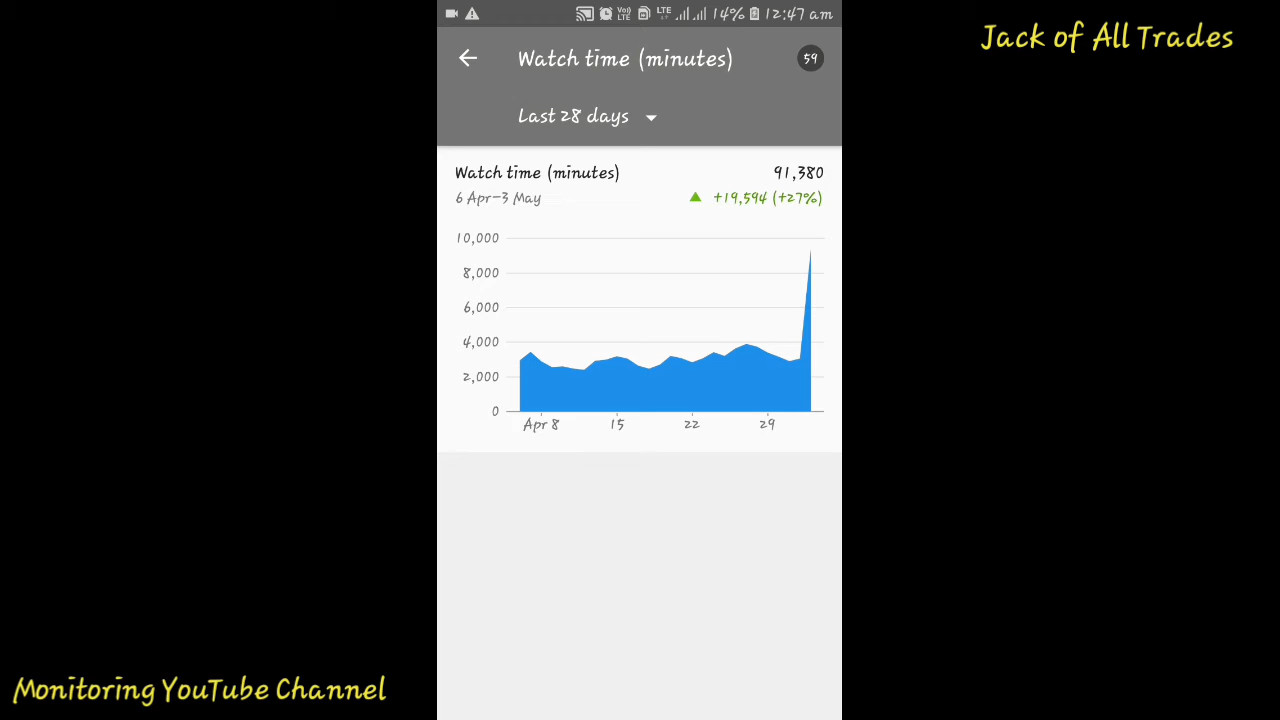 14% 12:47 am
Jack of All Trades
Watch time (minutes) 59
Last 28 days
Watch time (minutes) 91,380
6 Apr–3 May +19,594 (+27%)
10,000
8,000
6,000
4,000
2,000
0
Apr 8 15 22 29
Monitoring YouTube Channel